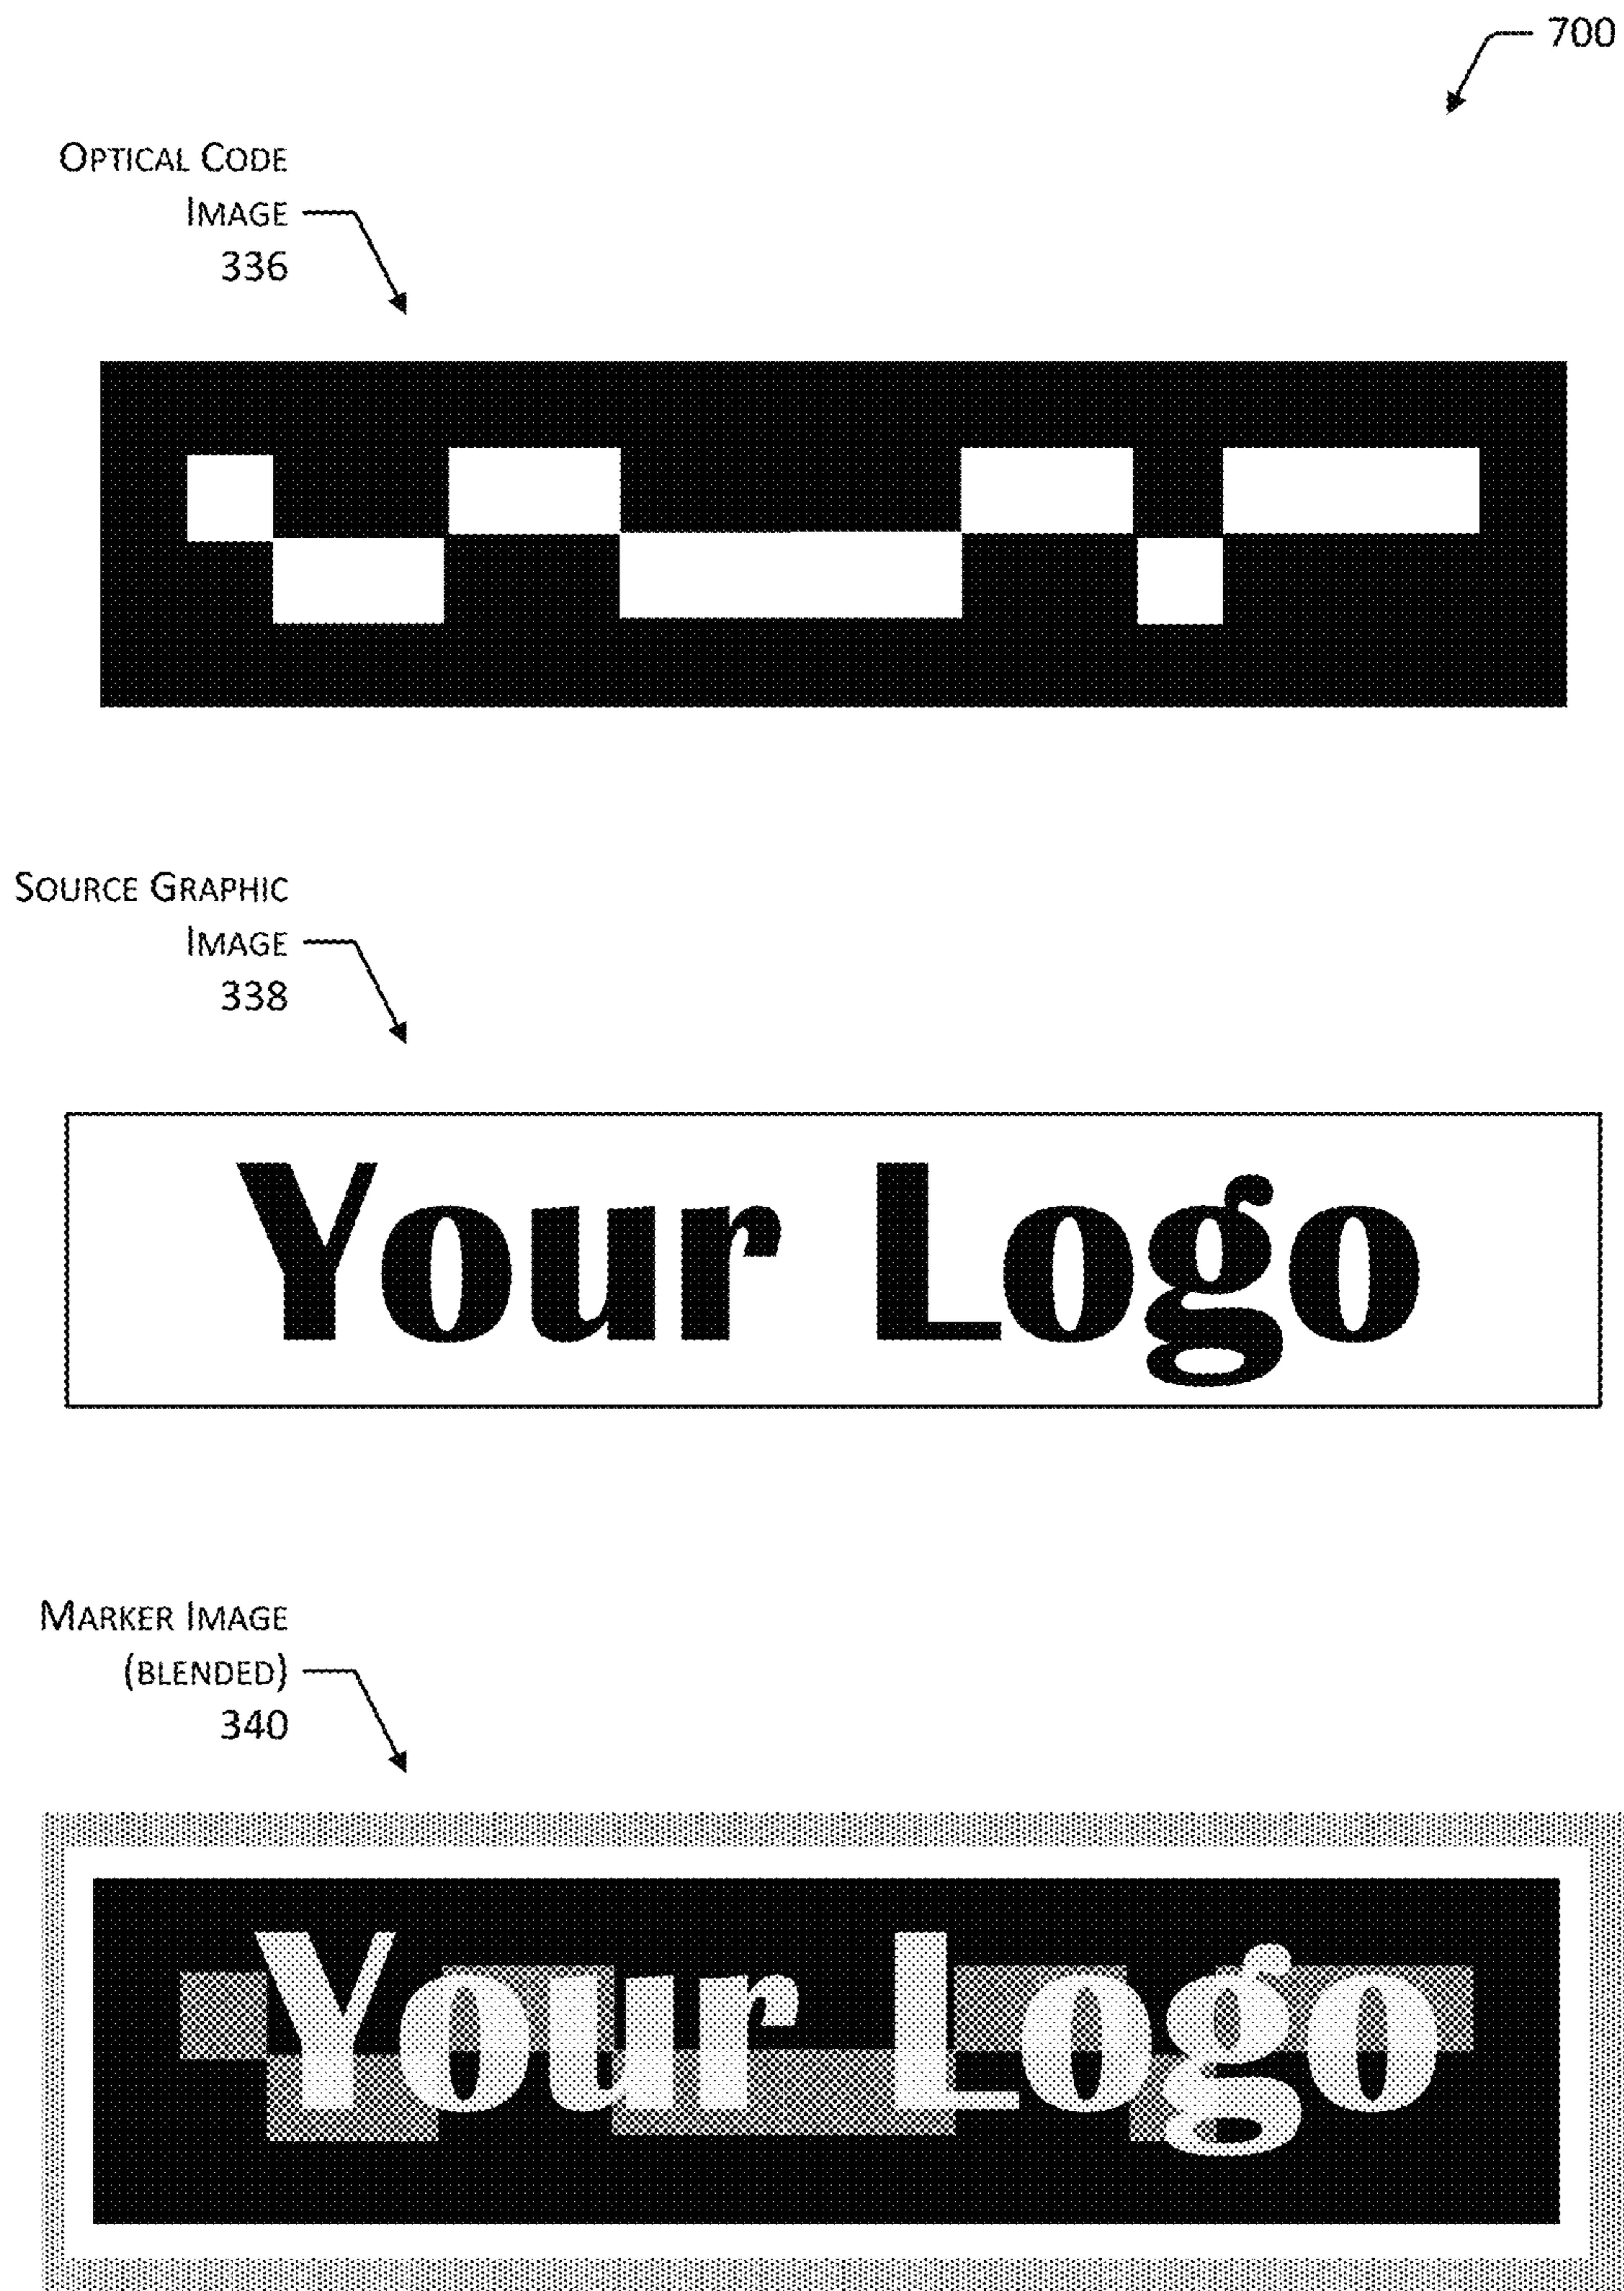 700
OPTICAL CODE
IMAGE
336
SOURCE GRAPHIC
IMAGE
338
Your Logo
MARKER IMAGE
(BLENDED)
340
Your Logo